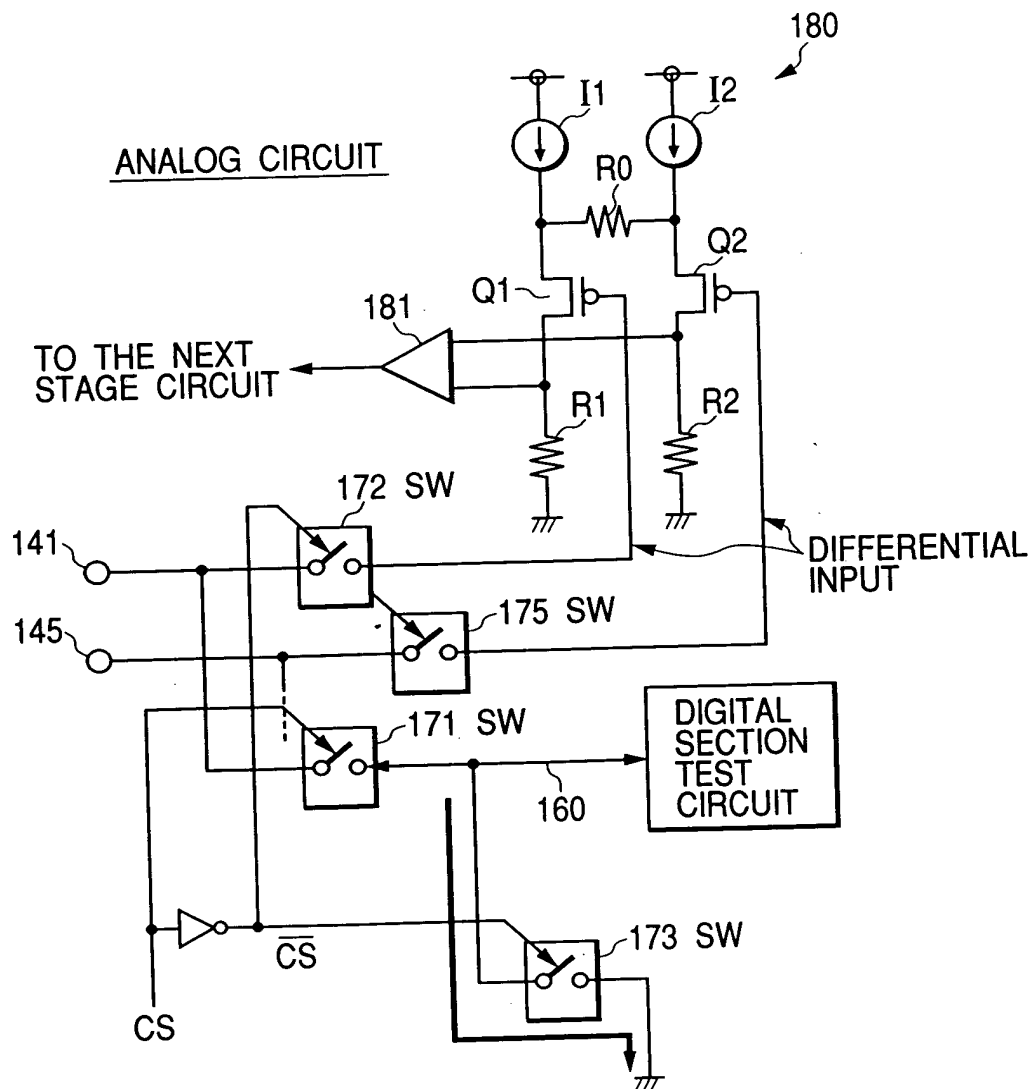 180
I1
I2
ANALOG CIRCUIT
R0
Q2
Q1
181
TO THE NEXT
STAGE CIRCUIT
R1
R2
172 SW
141
DIFFERENTIAL
INPUT
175 SW
145
171 SW
DIGITAL
SECTION
TEST
CIRCUIT
160
173 SW
C̅S̅
CS